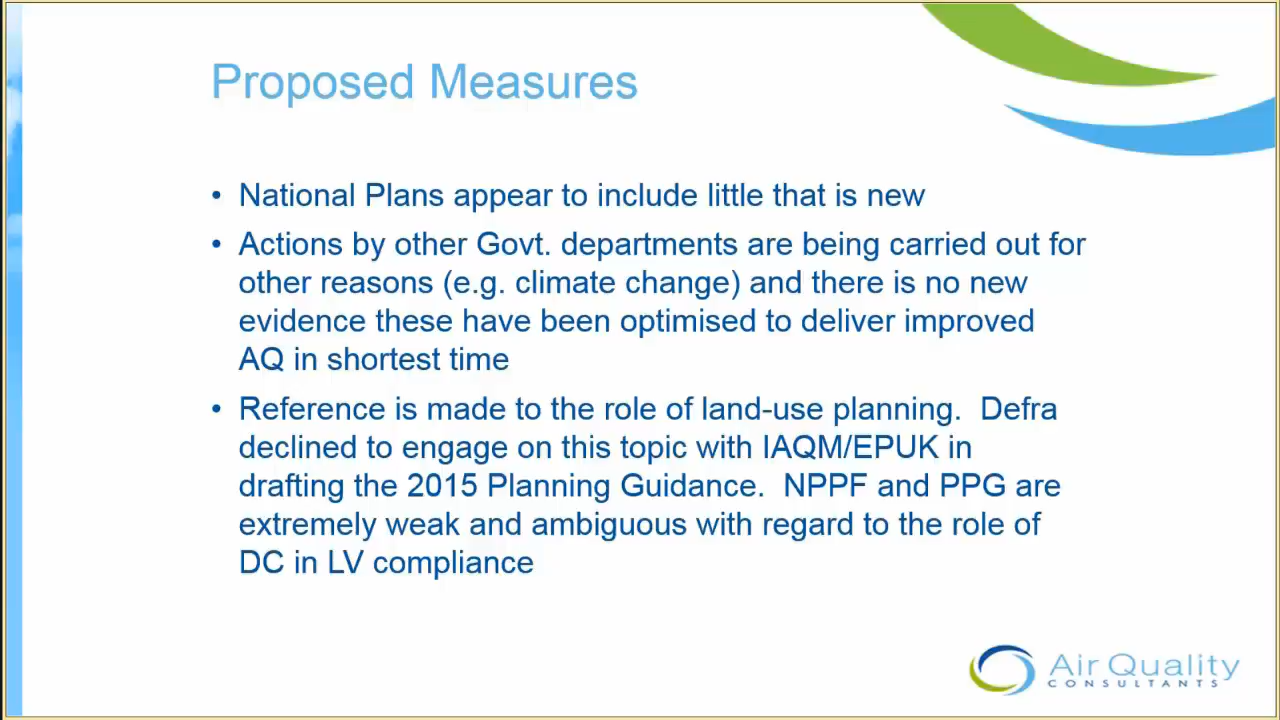 Proposed Measures
• National Plans appear to include little that is new
• Actions by other Govt. departments are being carried out for
other reasons (e.g. climate change) and there is no new
evidence these have been optimised to deliver improved
AQ in shortest time
• Reference is made to the role of land-use planning.  Defra
declined to engage on this topic with IAQM/EPUK in
drafting the 2015 Planning Guidance.  NPPF and PPG are
extremely weak and ambiguous with regard to the role of
DC in LV compliance
Air Quality
CONSULTANTS